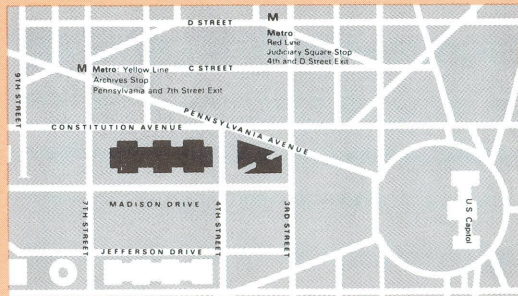 D STREET
M
Metro
Red Line
Judiciary Square Stop
4th and D Street Exit
M Metro: Yellow Line
Archives Stop
Pennsylvania and 7th Street Exit
C STREET
9TH STREET
PENNSYLVANIA AVENUE
CONSTITUTION AVENUE
7TH STREET
MADISON DRIVE
4TH STREET
3RD STREET
JEFFERSON DRIVE
U S Capitol